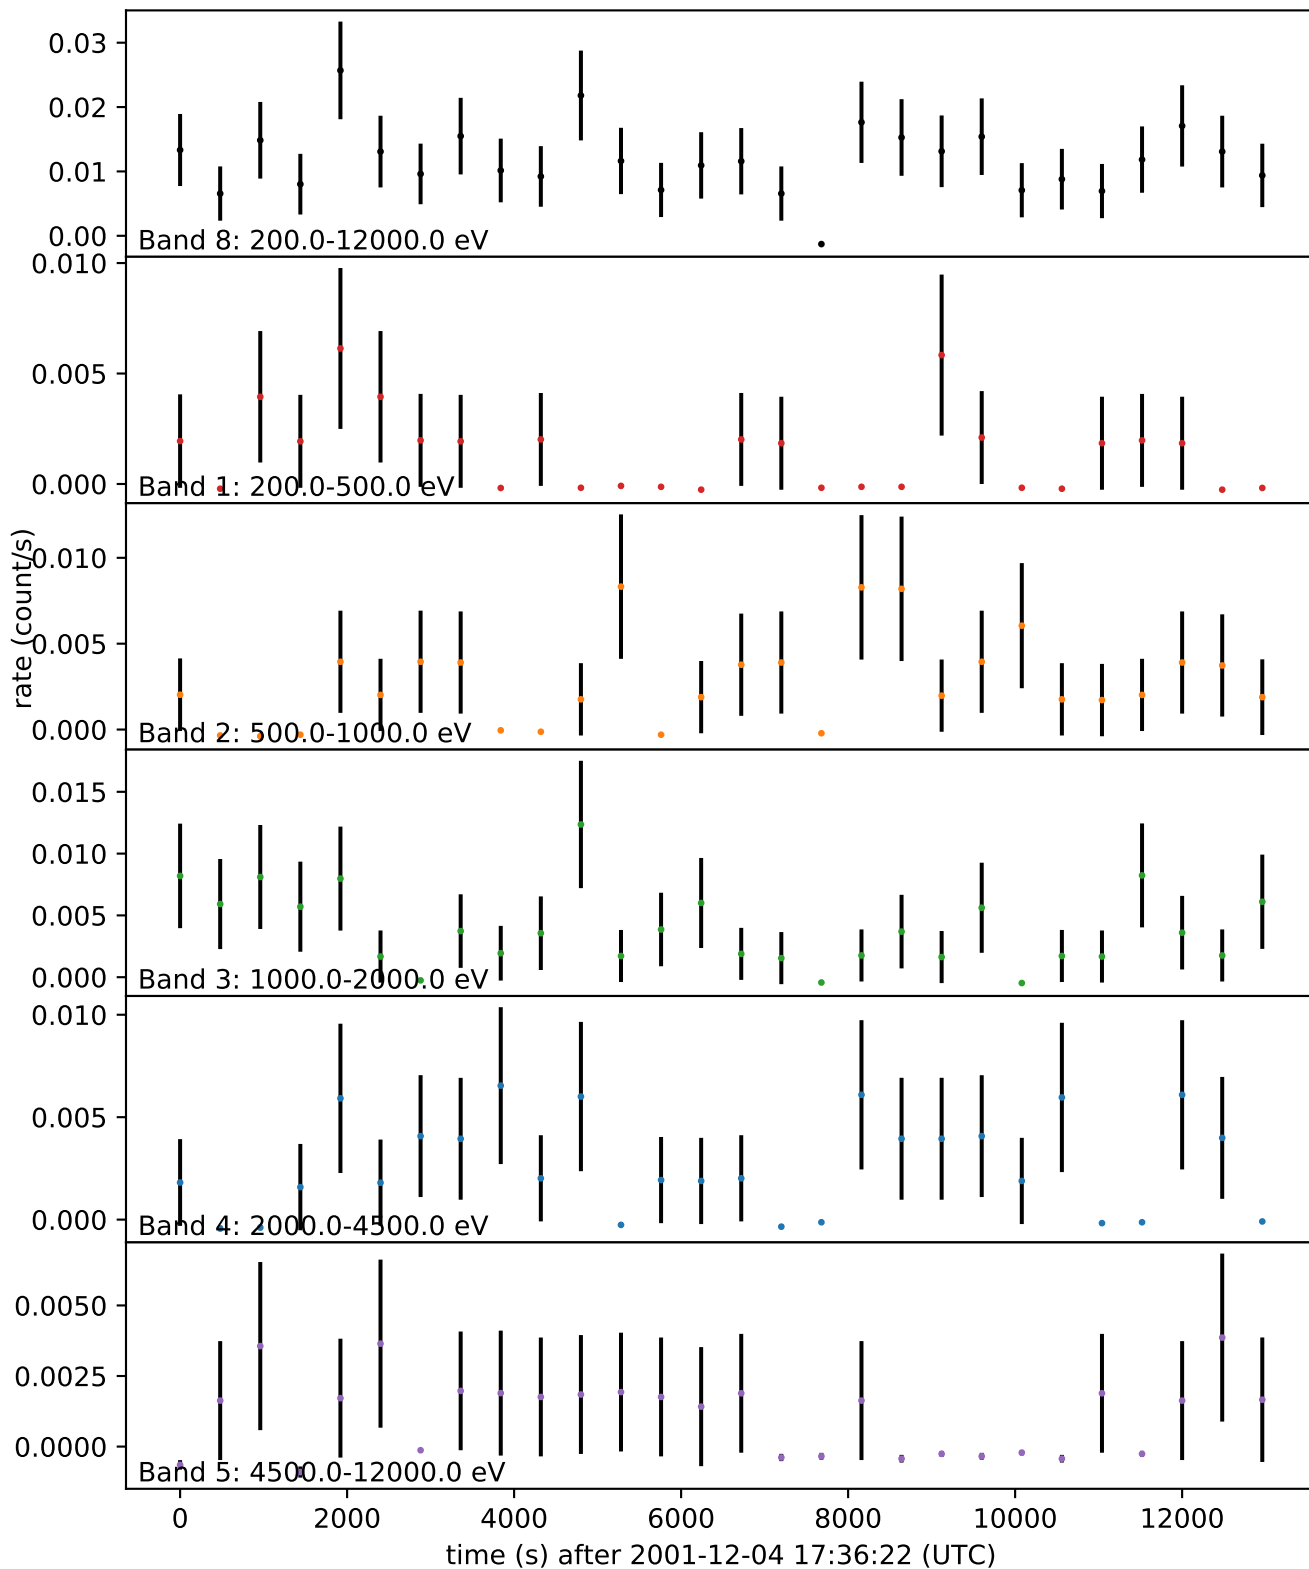 0.03
0.02
0.01
0.00
Band 8: 200.0-12000.0 eV
0.010
0.005
0.000
Band 1: 200.0-500.0 eV
rate (count/s)
0.010
0.005
0.000
Band 2: 500.0-1000.0 eV
0.015
0.010
0.005
0.000
Band 3: 1000.0-2000.0 eV
0.010
0.005
0.000
Band 4: 2000.0-4500.0 eV
0.0050
0.0025
0.0000
Band 5: 4500.0-12000.0 eV
0 2000 4000 6000 8000 10000 12000
time (s) after 2001-12-04 17:36:22 (UTC)